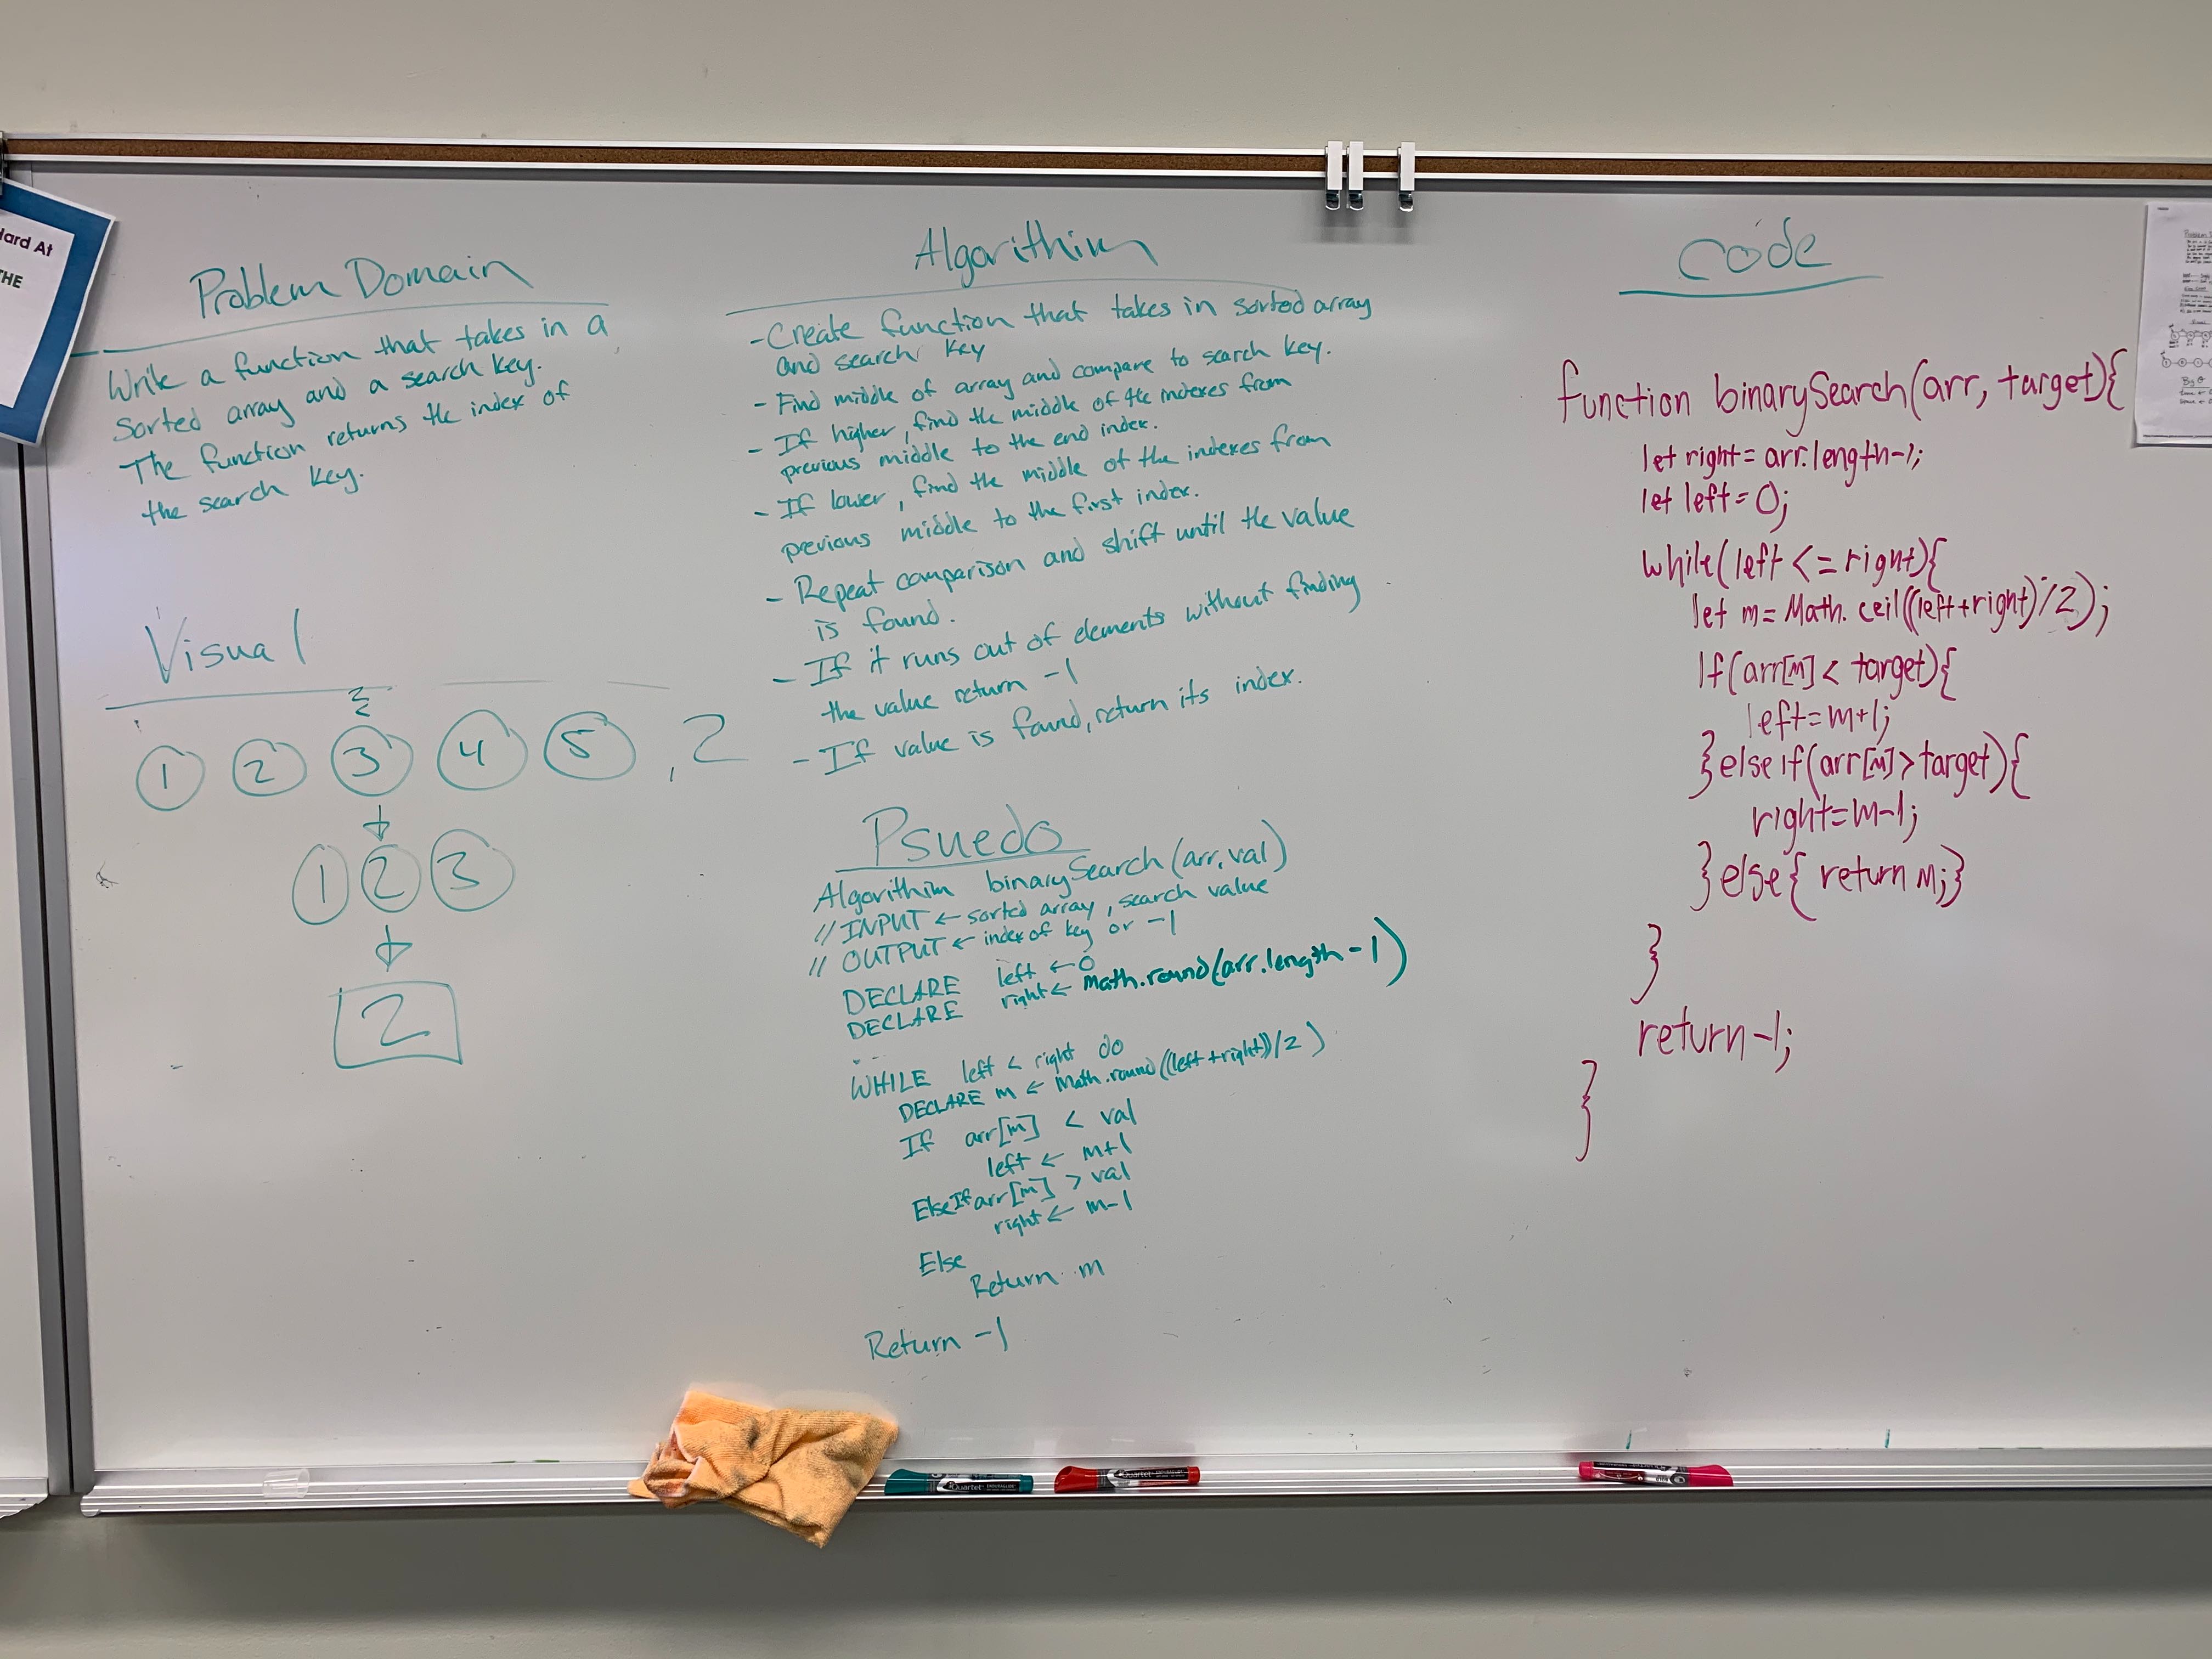 Hard At
THE
Problem Domain
Write a function that takes in a
sorted array and a search key.
The function returns the index of
the search key.
Visual
1 2 3 4 5 , 2
1 2 3
2
Algorithim
- Create function that takes in sorted array
and search key
- Find middle of array and compare to search key.
- If higher, find the middle of the indexes from
previous middle to the end index.
- If lower, find the middle of the indexes from
previous middle to the first index.
- Repeat comparison and shift until the value
is found.
- If it runs out of elements without finding
the value return -1
- If value is found, return its index.
Psuedo
Algorithim binarySearch (arr, val)
// INPUT ← sorted array, search value
// OUTPUT ← index of key or -1
DECLARE left ← 0
DECLARE right ← Math.round(arr.length - 1)
WHILE left < right do
DECLARE m ← Math.round((left + right))/2)
If arr[m] < val
left ← m+1
ElseIf arr[m] > val
right ← m-1
Else
Return m
Return -1
code
function binarySearch(arr, target){
let right = arr.length-1;
let left = 0;
while(left <= right){
let m = Math.ceil((left+right)/2);
If(arr[m] < target){
left=m+1;
}else if(arr[m]>target){
right=m-1;
}else{ return m;}
}
return -1;
}
Quartet
Quartet